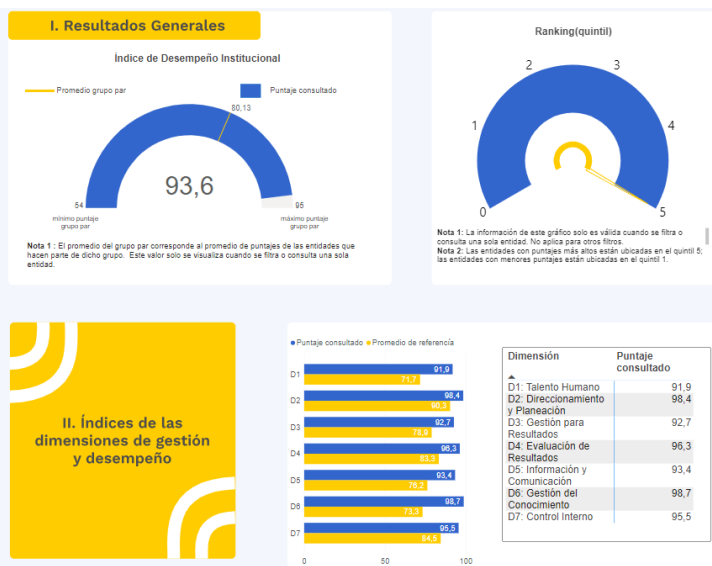 I. Resultados Generales
Índice de Desempeño Institucional
Promedio grupo par
Puntaje consultado
80,13
93,6
54
96
mínimo puntaje
grupo par
máximo puntaje
grupo par
Nota 1 : El promedio del grupo par corresponde al promedio de puntajes de las entidades que
hacen parte de dicho grupo. Este valor solo se visualiza cuando se filtra o consulta una sola
entidad.
Ranking(quintil)
0
1
2
3
4
5
Nota 1: La información de este gráfico solo es válida cuando se filtra o
consulta una sola entidad. No aplica para otros filtros.
Nota 2: Las entidades con puntajes más altos están ubicadas en el quintil 5;
las entidades con menores puntajes están ubicadas en el quintil 1.
II. Índices de las
dimensiones de gestión
y desempeño
Puntaje consultado Promedio de referencía
D1
91,9
71,7
D2
98,4
90,3
D3
92,7
78,9
D4
96,3
83,3
D5
93,4
76,2
D6
98,7
73,3
D7
95,5
84,5
0 50 100
Dimensión Puntaje
consultado
D1: Talento Humano 91,9
D2: Direccionamiento 98,4
y Planeación
D3: Gestión para 92,7
Resultados
D4: Evaluación de 96,3
Resultados
D5: Información y 93,4
Comunicación
D6: Gestión del 98,7
Conocimiento
D7: Control Interno 95,5